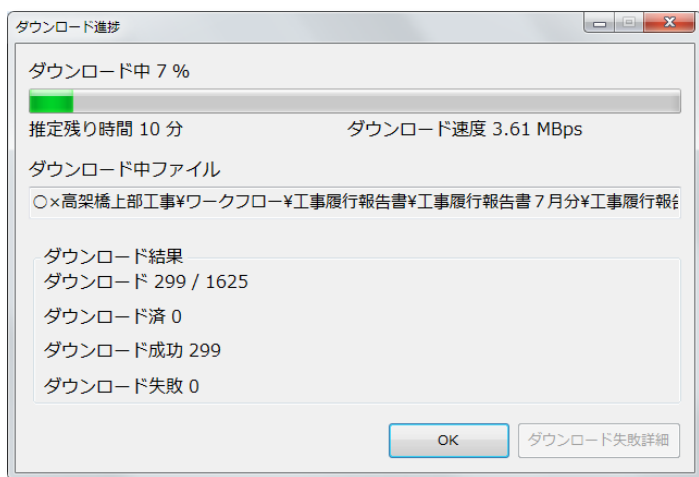 ダウンロード進捗
ダウンロード中 7 %
推定残り時間 10 分 ダウンロード速度 3.61 MBps
ダウンロード中ファイル
○×高架橋上部工事¥ワークフロー¥工事履行報告書¥工事履行報告書７月分¥工事履行報告
ダウンロード結果
ダウンロード 299 / 1625
ダウンロード済 0
ダウンロード成功 299
ダウンロード失敗 0
OK ダウンロード失敗詳細